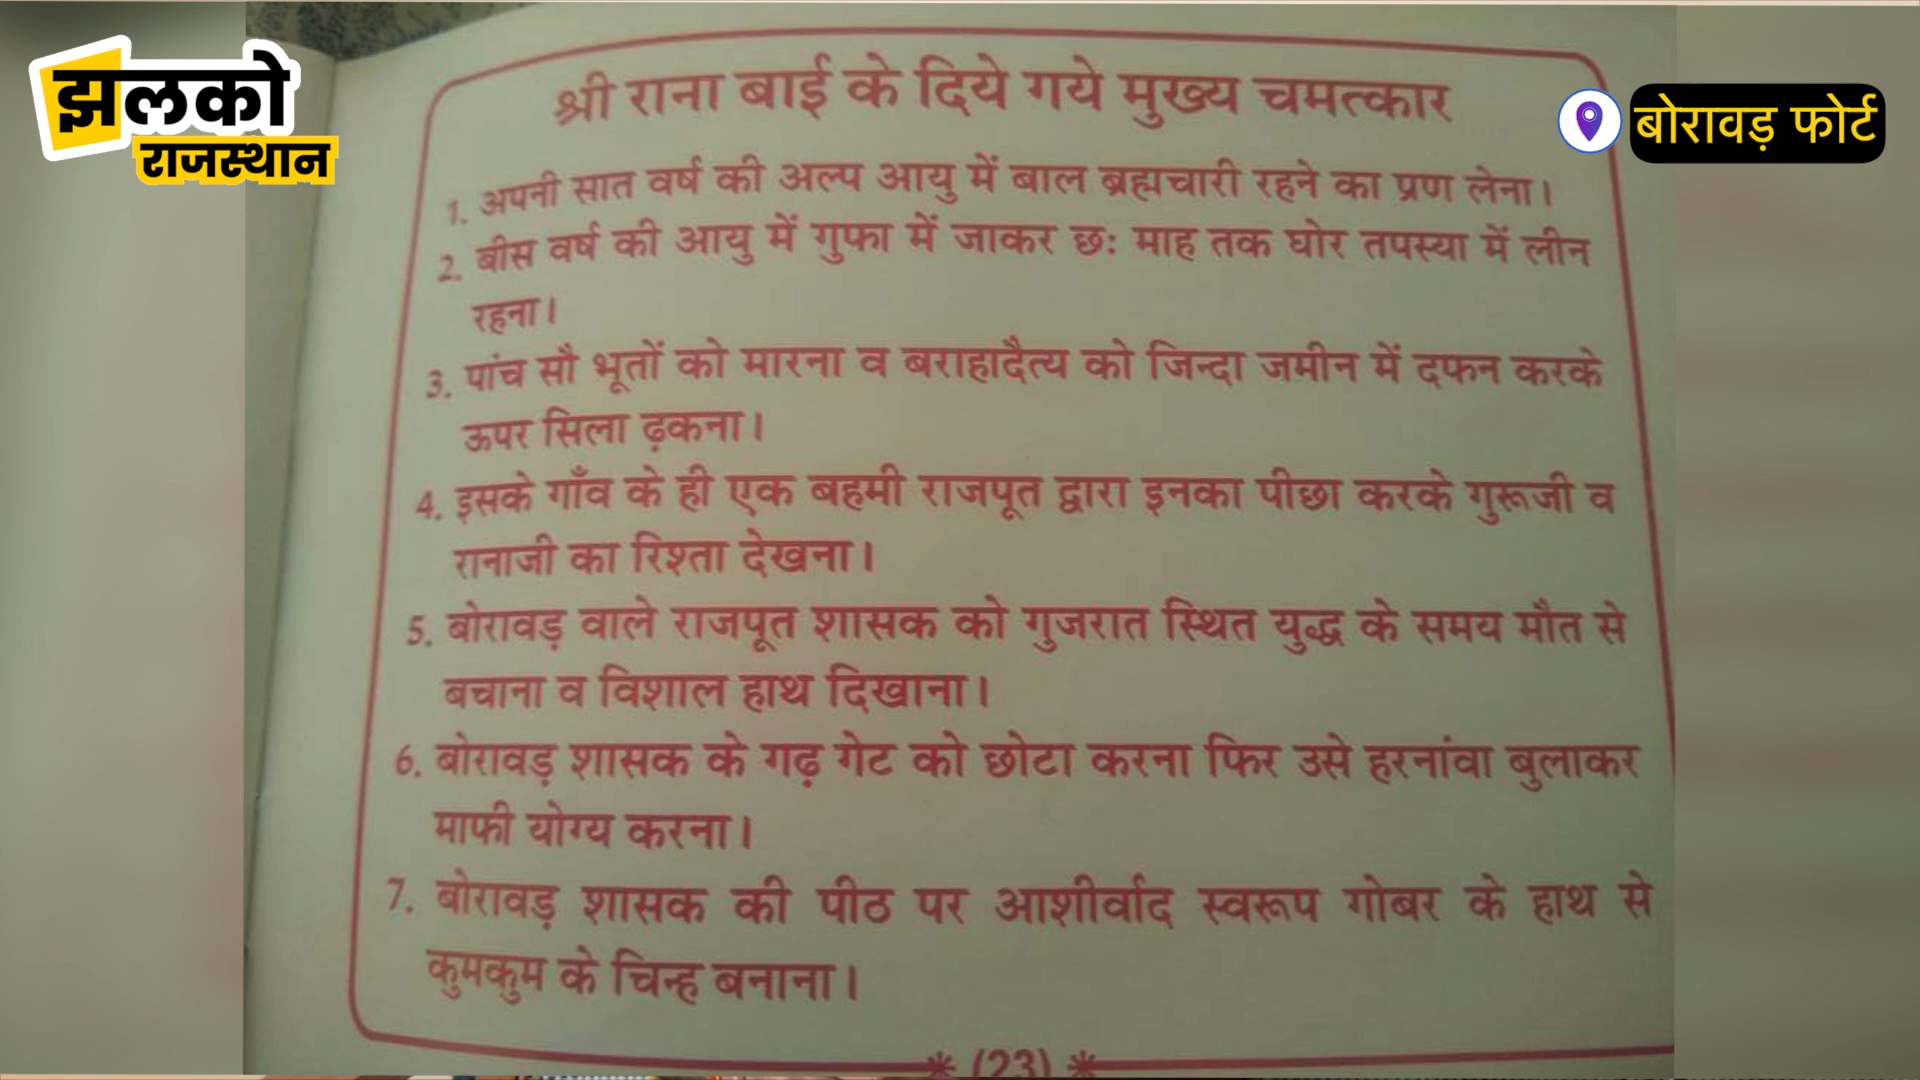 झलको
राजस्थान
बोरावड़ फोर्ट
श्री राना बाई के दिये गये मुख्य चमत्कार
1. अपनी सात वर्ष की अल्प आयु में बाल ब्रह्मचारी रहने का प्रण लेना।
2. बीस वर्ष की आयु में गुफा में जाकर छः माह तक घोर तपस्या में लीन
रहना।
3. पांच सौ भूतों को मारना व बराहादैत्य को जिन्दा जमीन में दफन करके
ऊपर सिला ढ़कना।
4. इसके गाँव के ही एक बहमी राजपूत द्वारा इनका पीछा करके गुरूजी व
रानाजी का रिश्ता देखना।
5. बोरावड़ वाले राजपूत शासक को गुजरात स्थित युद्ध के समय मौत से
बचाना व विशाल हाथ दिखाना।
6. बोरावड़ शासक के गढ़ गेट को छोटा करना फिर उसे हरनांवा बुलाकर
माफी योग्य करना।
7. बोरावड़ शासक की पीठ पर आशीर्वाद स्वरूप गोबर के हाथ से
कुमकुम के चिन्ह बनाना।
(23)